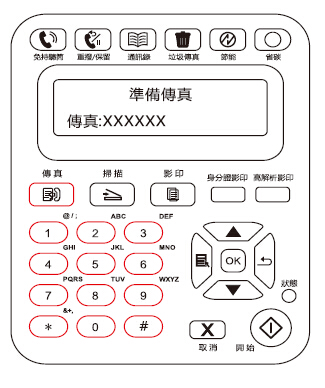 免持聽筒 重撥/保留 通訊錄 垃圾傳真 節能 省碳
準備傳真
傳真:XXXXXX
傳真 掃描 影印 身分證影印 高解析影印
@/; ABC DEF
1 2 3
GHI JKL MNO
4 5 6
OK
PQRS TUV WXYZ
狀態
7 8 9
&+,
* 0 #
X
取消 開始